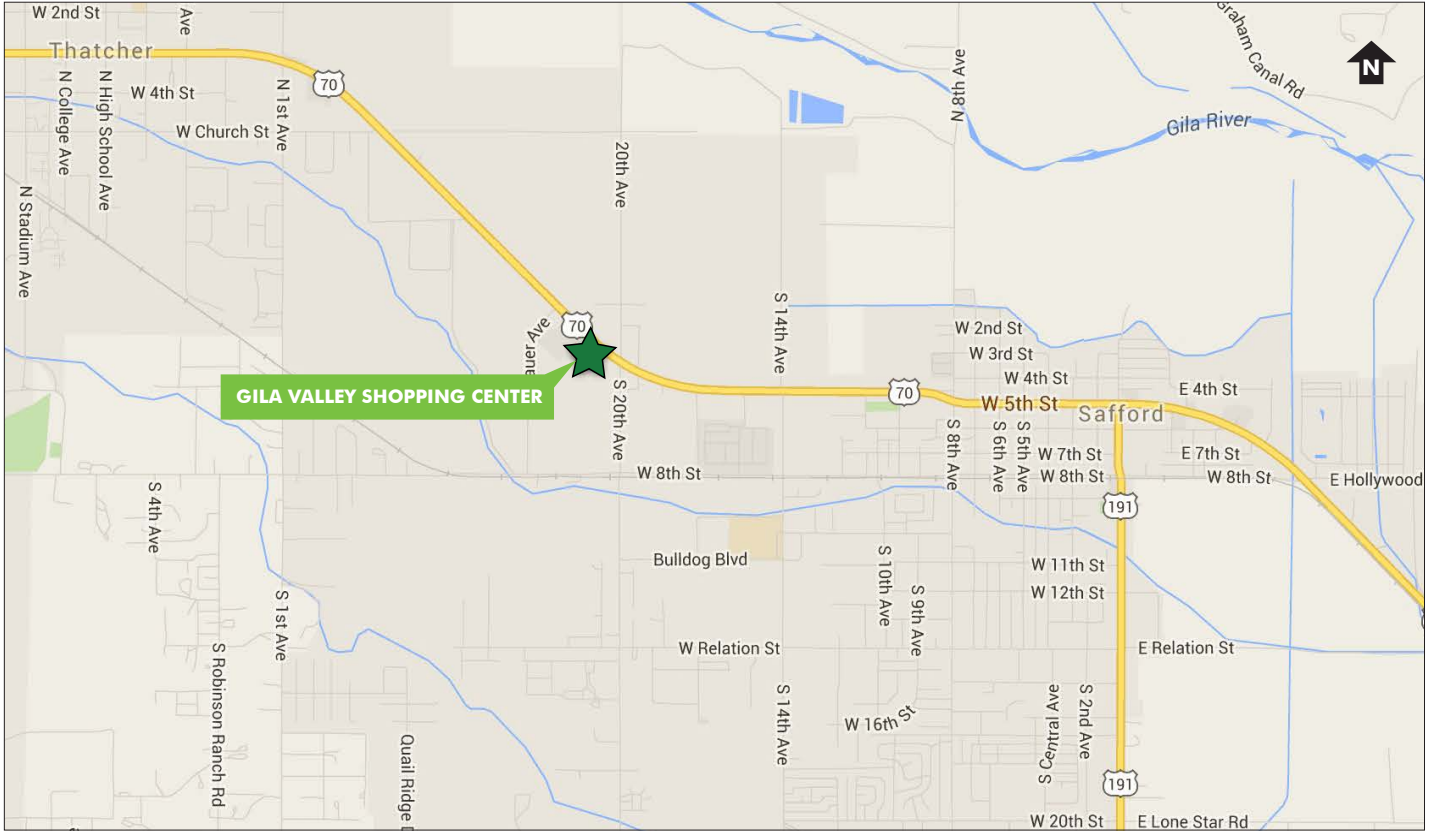 W 2nd St
Ave
Graham Canal Rd
Thatcher
N
70
N 8th Ave
N College Ave
N High School Ave
W 4th St
N 1st Ave
W Church St
Gila River
20th Ave
N Stadium Ave
S 14th Ave
70
W 2nd St
W 3rd St
W 4th St
E 4th St
GILA VALLEY SHOPPING CENTER
S 20th Ave
70
W 5th St
Safford
S 8th Ave
S 6th Ave
S 5th Ave
W 7th St
E 7th St
W 8th St
W 8th St
W 8th St
E Hollywood
S 4th Ave
191
Bulldog Blvd
S 10th Ave
S 9th Ave
W 11th St
W 12th St
S 1st Ave
S Robinson Ranch Rd
W Relation St
E Relation St
S 14th Ave
W 16th St
S Central Ave
S 2nd Ave
Quail Ridge
191
W 20th St
E Lone Star Rd